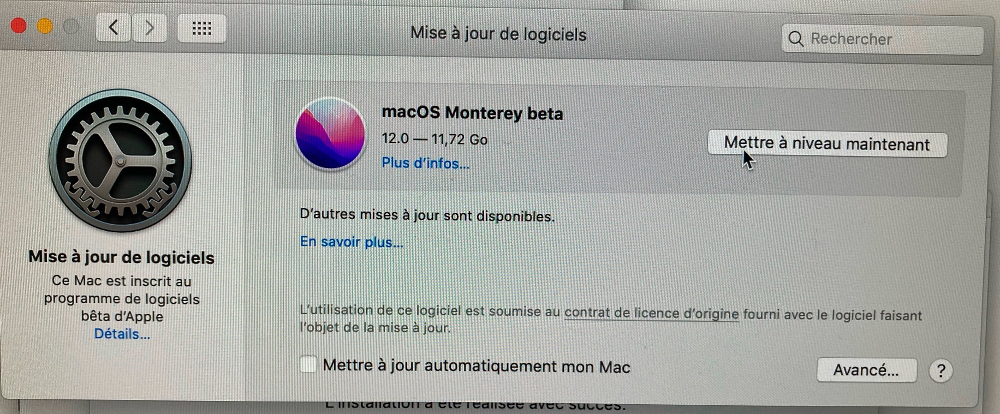 Mise à jour de logiciels
Rechercher
macOS Monterey beta
12.0 — 11,72 Go
Plus d'infos...
Mettre à niveau maintenant
D'autres mises à jour sont disponibles.
En savoir plus...
Mise à jour de logiciels
Ce Mac est inscrit au
programme de logiciels
bêta d'Apple
Détails...
L'utilisation de ce logiciel est soumise au contrat de licence d'origine fourni avec le logiciel faisant
l'objet de la mise à jour.
Mettre à jour automatiquement mon Mac
Avancé...
?
L'installation a été réalisée avec succès.